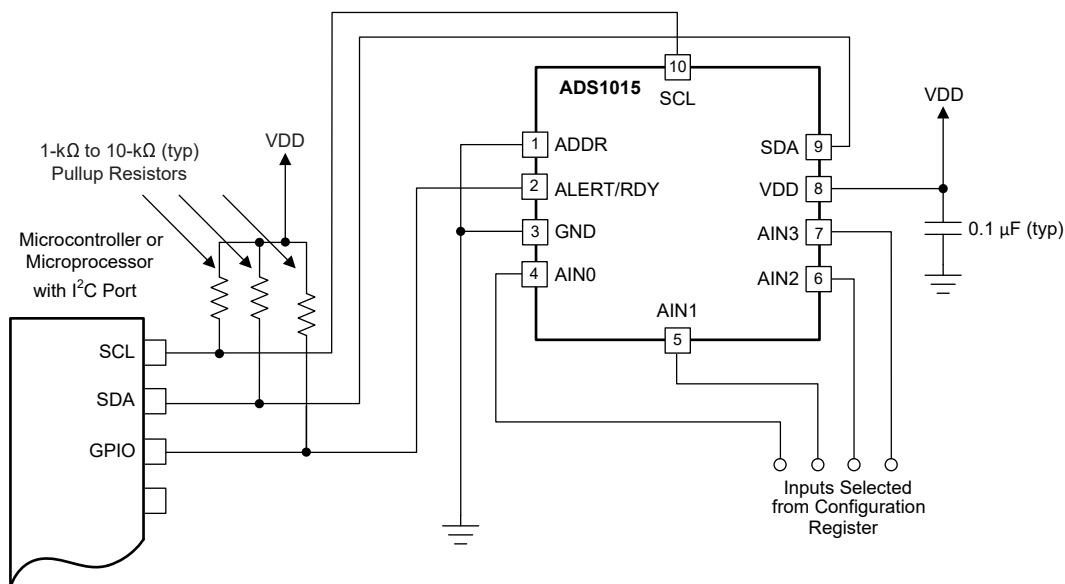 10
ADS1015
SCL
VDD
1-kΩ to 10-kΩ (typ)
Pullup Resistors
VDD
1
ADDR
SDA
9
2
ALERT/RDY
VDD
8
3
GND
AIN3
7
0.1 µF (typ)
Microcontroller or
Microprocessor
with I²C Port
4
AIN0
AIN2
6
AIN1
5
SCL
SDA
GPIO
Inputs Selected
from Configuration
Register